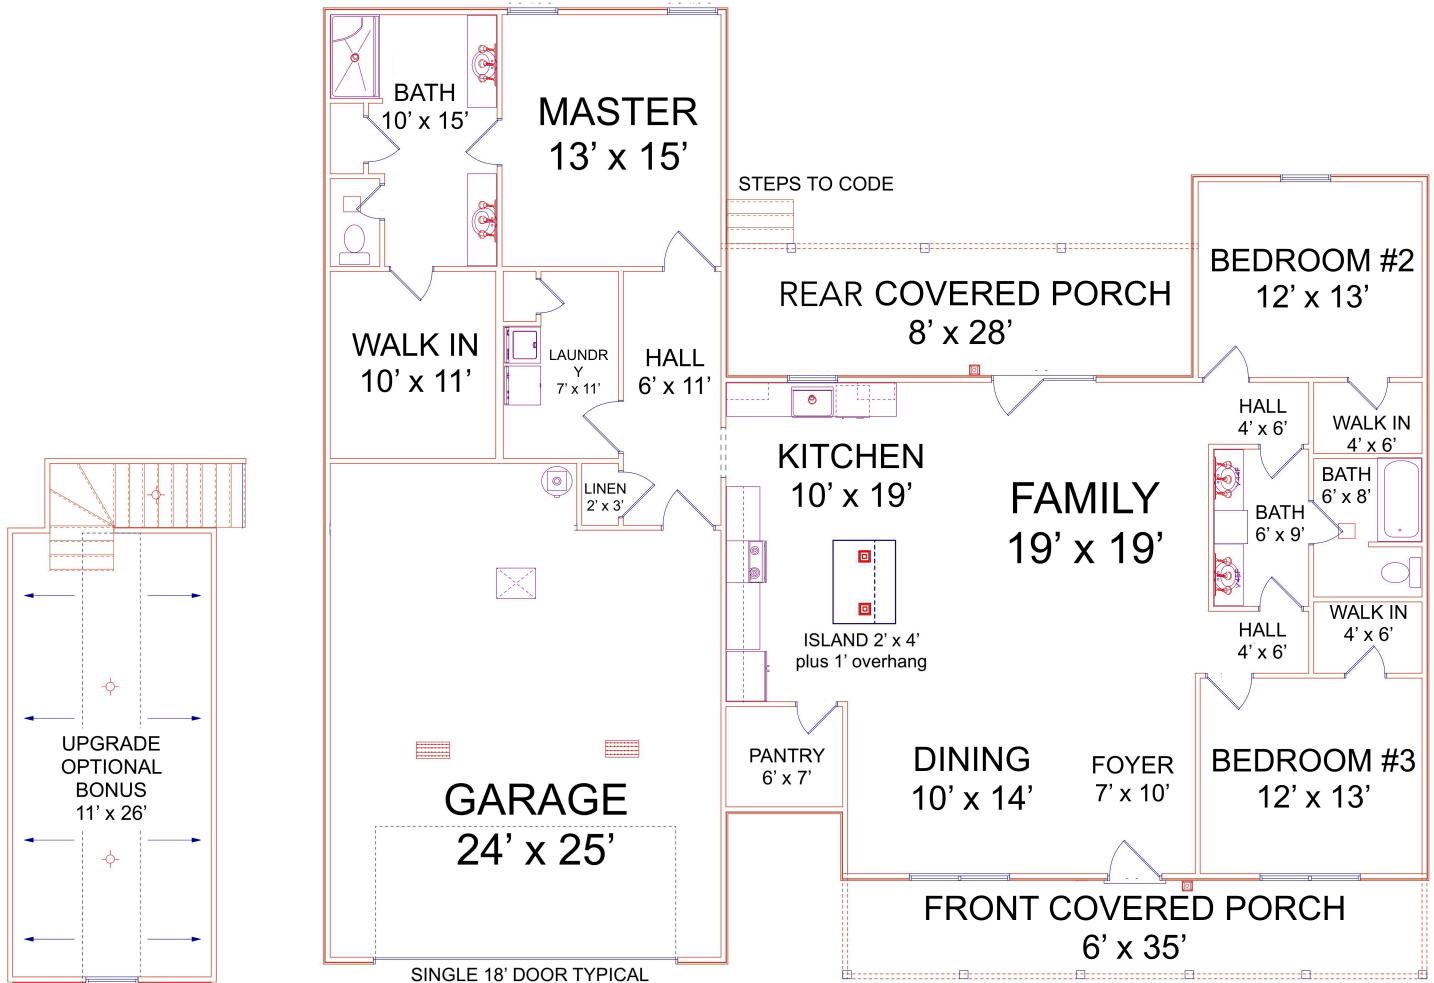 BATH
10’ x 15’
MASTER
13’ x 15’
STEPS TO CODE
REAR COVERED PORCH
8’ x 28’
BEDROOM #2
12’ x 13’
WALK IN
10’ x 11’
LAUNDR
Y
7’ x 11’
HALL
6’ x 11’
HALL
4’ x 6’
WALK IN
4’ x 6’
KITCHEN
10’ x 19’
FAMILY
19’ x 19’
LINEN
2’ x 3’
BATH
6’ x 8’
BATH
6’ x 9’
ISLAND 2’ x 4’
plus 1’ overhang
HALL
4’ x 6’
WALK IN
4’ x 6’
UPGRADE
OPTIONAL
BONUS
11’ x 26’
GARAGE
24’ x 25’
PANTRY
6’ x 7’
DINING
10’ x 14’
FOYER
7’ x 10’
BEDROOM #3
12’ x 13’
FRONT COVERED PORCH
6’ x 35’
SINGLE 18’ DOOR TYPICAL